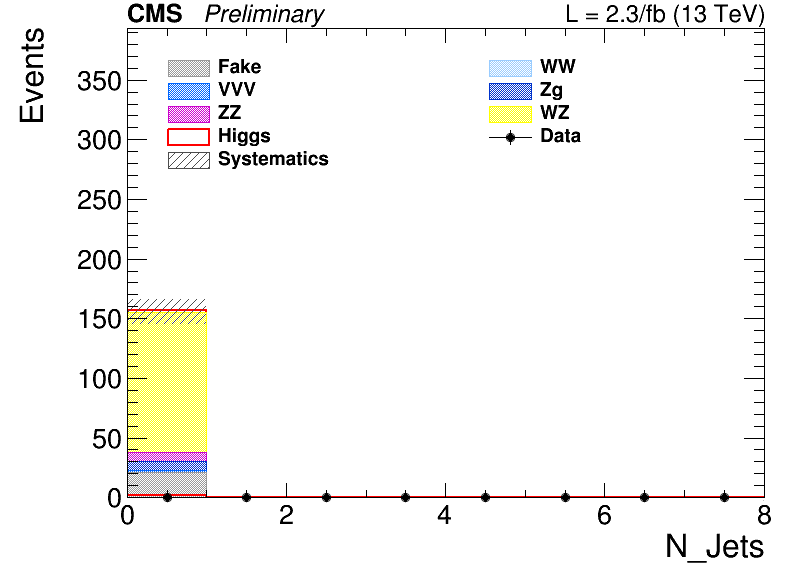 CMS Preliminary L = 2.3/fb (13 TeV)
Events
350
300
250
200
150
100
50
0
Fake WW
VVV Zg
ZZ WZ
Higgs Data
Systematics
0 2 4 6 8
N_Jets